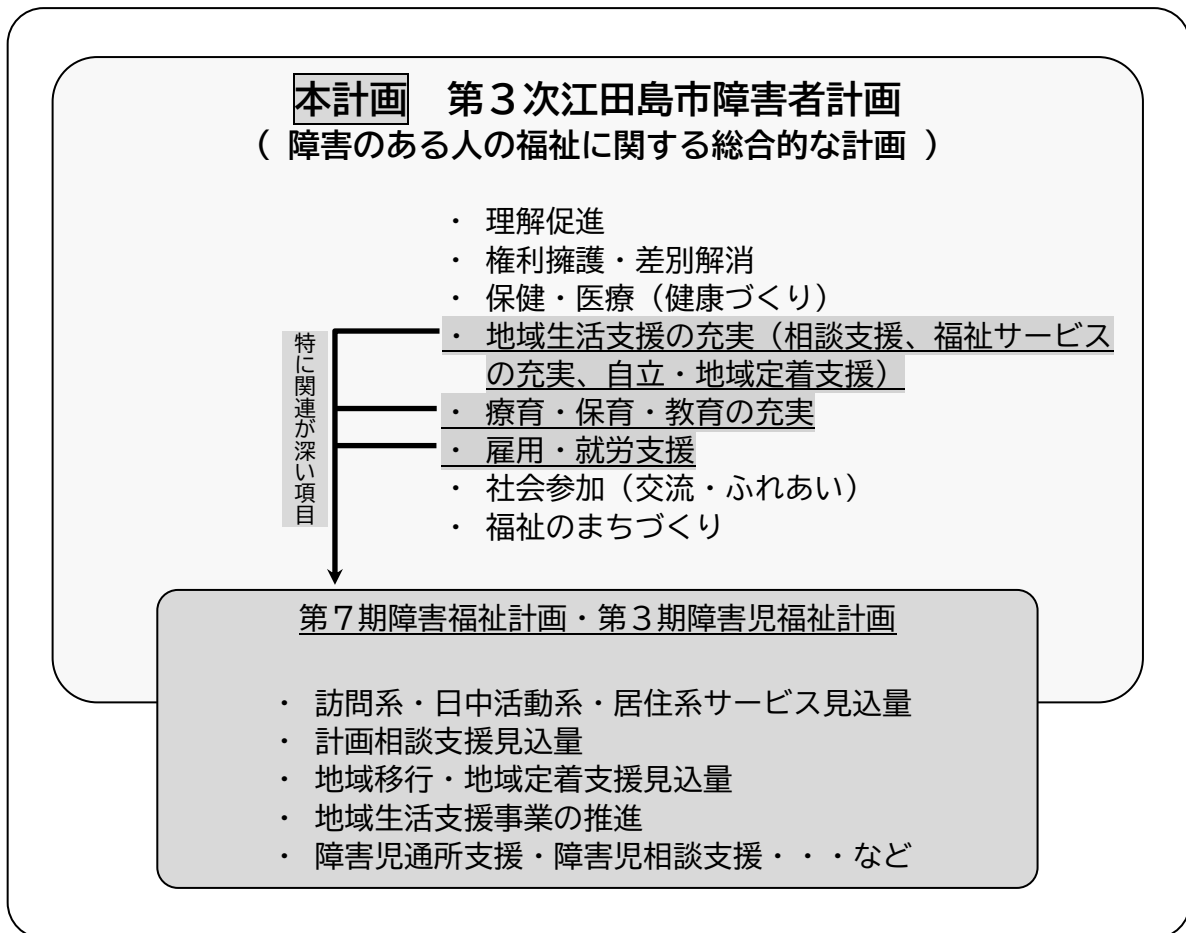 本計画 第３次江田島市障害者計画
（ 障害のある人の福祉に関する総合的な計画 ）
・ 理解促進
・ 権利擁護・差別解消
・ 保健・医療（健康づくり）
・ 地域生活支援の充実（相談支援、福祉サービス
の充実、自立・地域定着支援）
・ 療育・保育・教育の充実
・ 雇用・就労支援
・ 社会参加（交流・ふれあい）
・ 福祉のまちづくり
特に関連が深い項目
第７期障害福祉計画・第３期障害児福祉計画
・ 訪問系・日中活動系・居住系サービス見込量
・ 計画相談支援見込量
・ 地域移行・地域定着支援見込量
・ 地域生活支援事業の推進
・ 障害児通所支援・障害児相談支援・・・など